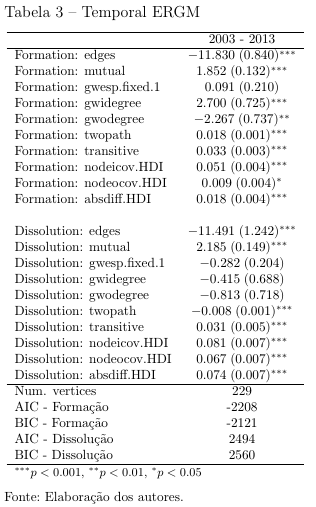 Tabela 3 – Temporal ERGM
2003 - 2013
Formation: edges −11.830 (0.840)***
Formation: mutual 1.852 (0.132)***
Formation: gwesp.fixed.1 0.091 (0.210)
Formation: gwidegree 2.700 (0.725)***
Formation: gwodegree −2.267 (0.737)**
Formation: twopath 0.018 (0.001)***
Formation: transitive 0.033 (0.003)***
Formation: nodeicov.HDI 0.051 (0.004)***
Formation: nodeocov.HDI 0.009 (0.004)*
Formation: absdiff.HDI 0.018 (0.004)***
Dissolution: edges −11.491 (1.242)***
Dissolution: mutual 2.185 (0.149)***
Dissolution: gwesp.fixed.1 −0.282 (0.204)
Dissolution: gwidegree −0.415 (0.688)
Dissolution: gwodegree −0.813 (0.718)
Dissolution: twopath −0.008 (0.001)***
Dissolution: transitive 0.031 (0.005)***
Dissolution: nodeicov.HDI 0.081 (0.007)***
Dissolution: nodeocov.HDI 0.067 (0.007)***
Dissolution: absdiff.HDI 0.074 (0.007)***
Num. vertices 229
AIC - Formação -2208
BIC - Formação -2121
AIC - Dissolução 2494
BIC - Dissolução 2560
***p < 0.001, **p < 0.01, *p < 0.05
Fonte: Elaboração dos autores.